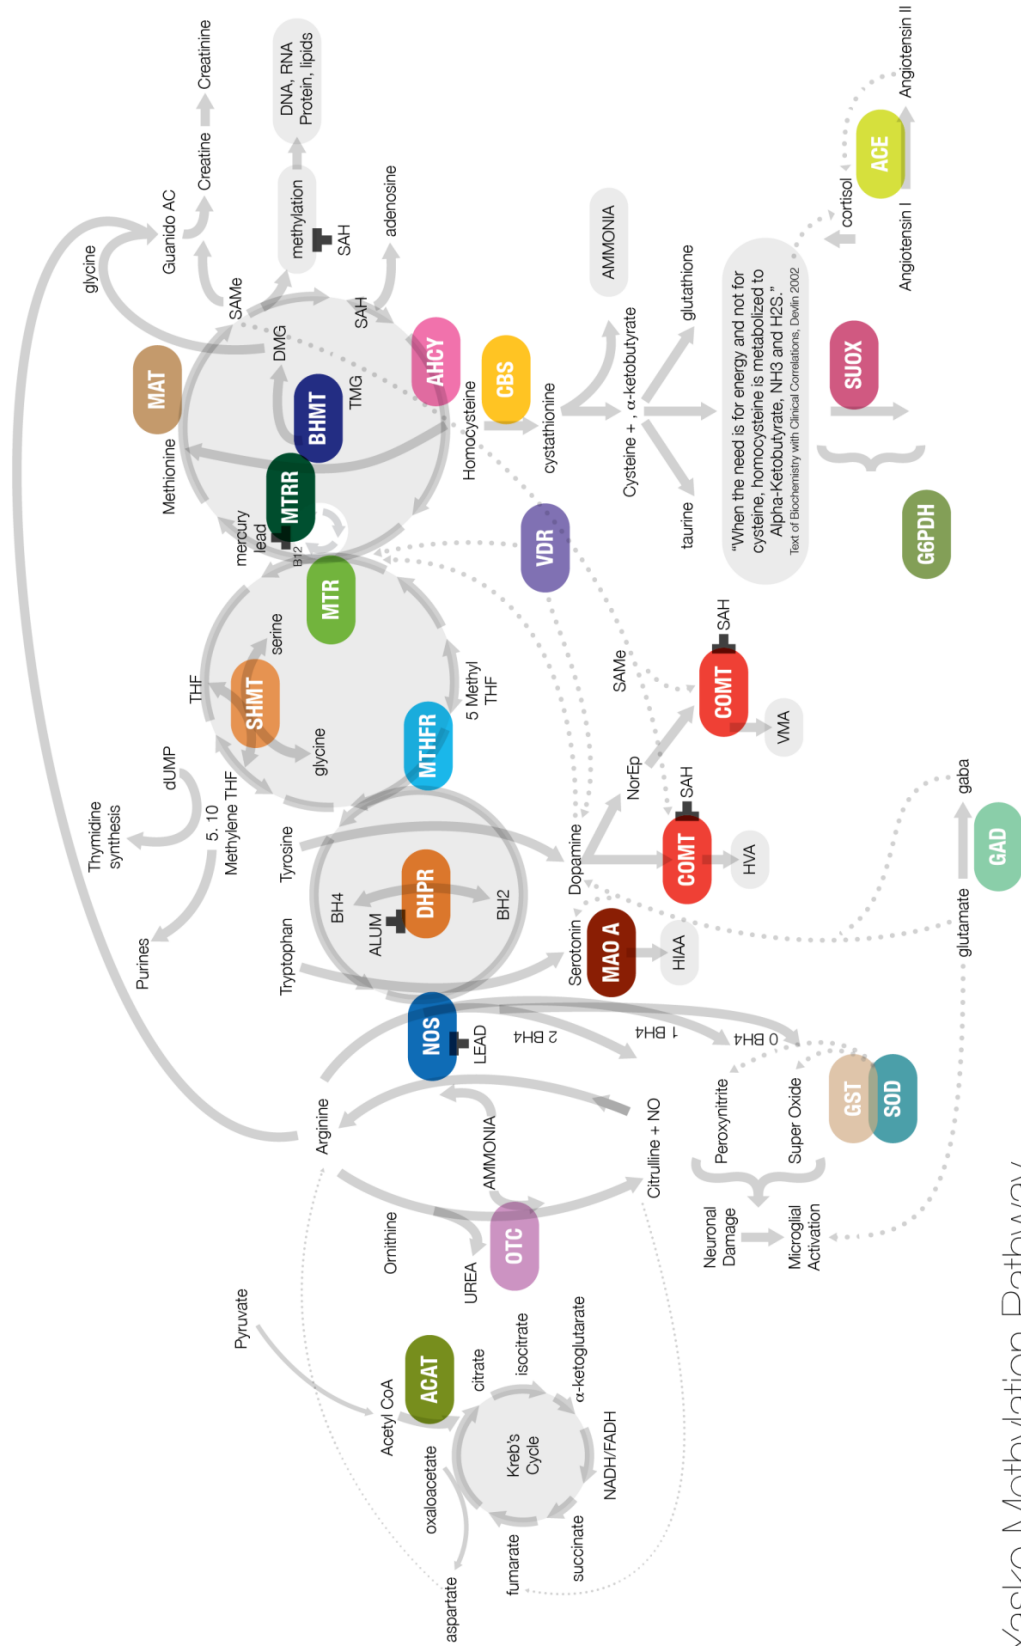 Thymidine
synthesis
glycine
Purines
dUMP
Guanido AC
Creatine
Creatinine
5. 10
Methylene THF
THF
Methionine
MAT
SAMe
Pyruvate
mercury
lead
B12
SHMT
serine
MTRR
DMG
methylation
DNA, RNA
Protein, lipids
Tryptophan
Tyrosine
glycine
BHMT
TMG
SAH
Arginine
BH4
MTR
SAH
adenosine
Acetyl CoA
Ornithine
ALUM
DHPR
ACAT
oxaloacetate
citrate
NOS
LEAD
MTHFR
AHCY
aspartate
UREA
AMMONIA
BH2
5 Methyl
THF
Homocysteine
CBS
OTC
Kreb's
Cycle
isocitrate
2 BH4
fumarate
VDR
cystathionine
α-ketoglutarate
succinate
NADH/FADH
Serotonin
Dopamine
AMMONIA
MAO A
Citrulline + NO
1 BH4
NorEp
SAMe
Cysteine + , α-ketobutyrate
HIAA
COMT
SAH
taurine
glutathione
Neuronal
Damage
Peroxynitrite
0 BH4
HVA
COMT
SAH
"When the need is for energy and not for
cysteine, homocysteine is metabolized to
Alpha-Ketobutyrate, NH3 and H2S."
Text of Biochemistry with Clinical Correlations, Devlin 2002
Microglial
Activation
Super Oxide
VMA
GST
SOD
SUOX
cortisol
ACE
Angiotensin I
Angiotensin II
G6PDH
glutamate
gaba
GAD
Yasko Methylation Pathway